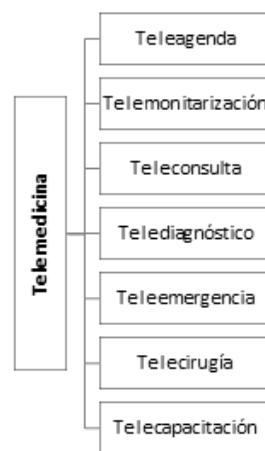 Telemedicina
Teleagenda
Telemonitarización
Teleconsulta
Telediagnóstico
Teleemergencia
Telecirugía
Telecapacitación